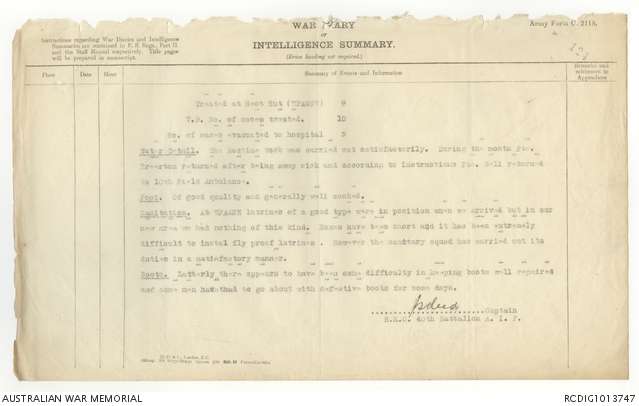 WAR DIARY
or
INTELLIGENCE SUMMARY.
(Erase heading not required.)
Army Form C. 2118.
Instructions regarding War Diaries and Intelligence
Summaries are contained in F. S. Regs., Part II
and the Staff Manual respectively. Title pages
will be prepared in manuscript.
Place Date Hour Summary of Events and Information Remarks and references to Appendices
Treated at Hut 9
T.B. No. of cases treated. 10
No. of cases evacuated to hospital 3
Water Detail. The Routine Work was carried out satisfactorily. During the month Pte.
Brereton returned after being away sick and according to instructions Pte. Bell returned
to 10th Field Ambulance.
Food. Of good quality and generally well cooked.
Sanitation. At latrines of a good type were in position when we arrived but in our
new area we had nothing of this kind. Boxes have been short and it has been extremely
difficult to instal fly proof latrines. However the sanitary squad has carried out its
duties in a satisfactory manner.
Boots. Latterly there appears to have been some difficulty in keeping boots well repaired
and some men have had to go about with defective boots for some days.
Captain
R.M.O. 40th Battalion A. I. F.
AUSTRALIAN WAR MEMORIAL
RCDIG1013747